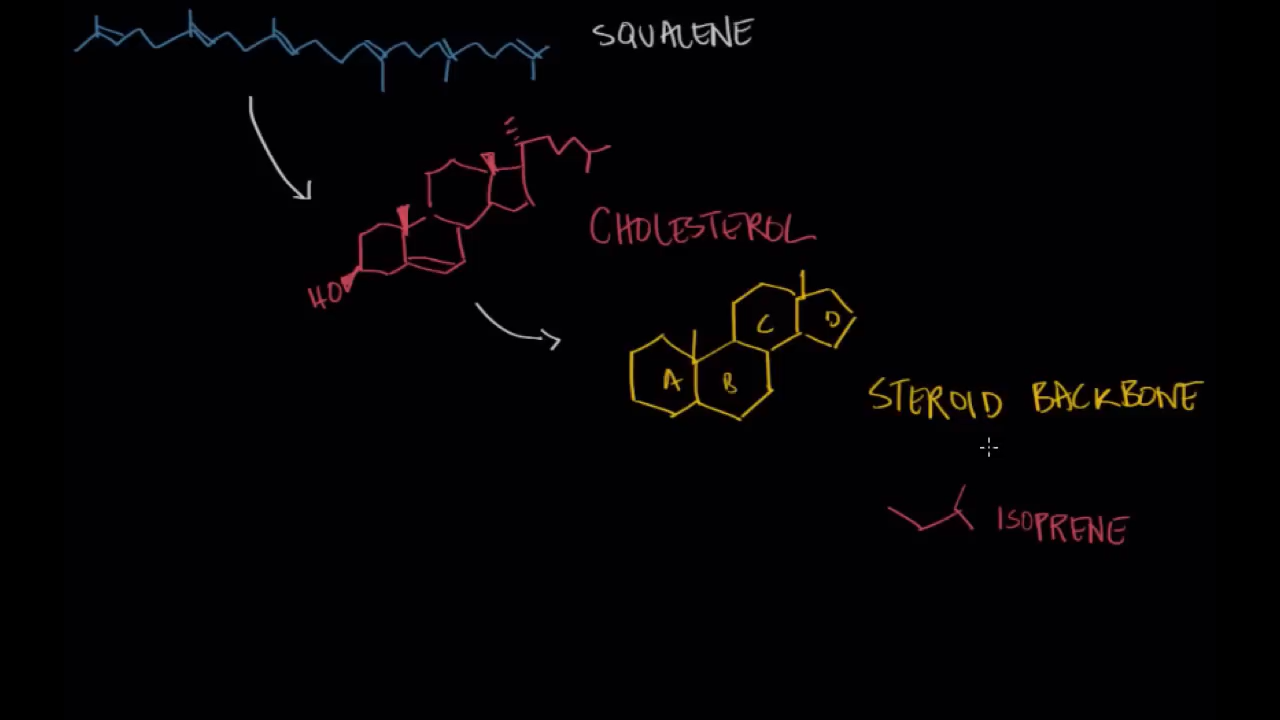 SQUALENE
CHOLESTEROL
HO
C
D
A
B
STEROID BACKBONE
ISOPRENE